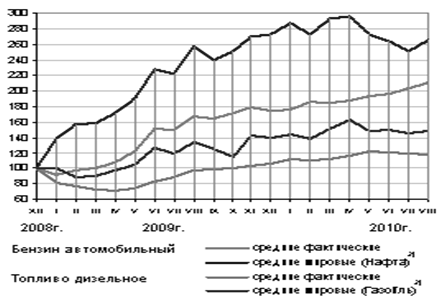 300
280
260
240
220
200
180
160
140
120
100
80
60
XII I II III IV V VI VII VIII IX X XI XII I II III IV V VI VII VIII
2008г. 2009г. 2010г.
Бензин автомобильный
средние фактические
средние мировые (Нафта) 2)
Топливо дизельное
средние фактические
средние мировые (Газойль) 2)